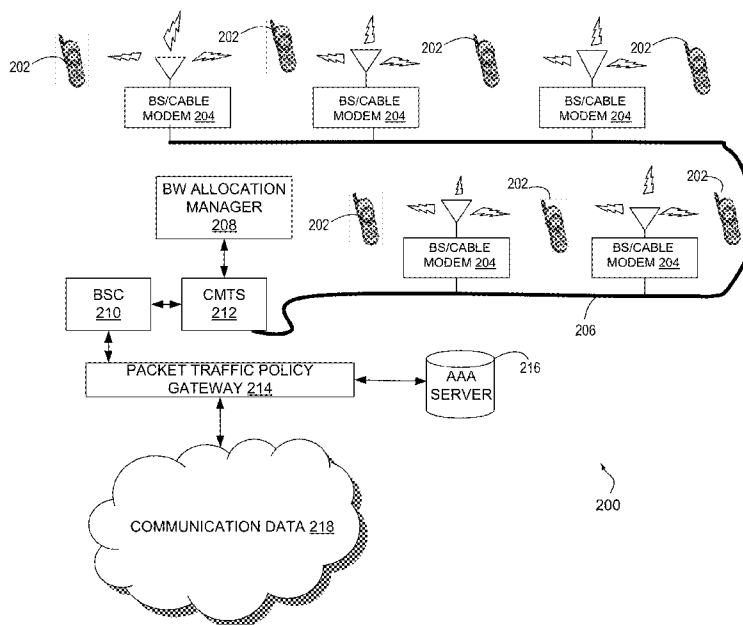 202
202
202
202
BS/CABLE
MODEM 204
BS/CABLE
MODEM 204
BS/CABLE
MODEM 204
BW ALLOCATION
MANAGER
208
202
202
202
BS/CABLE
MODEM 204
BS/CABLE
MODEM 204
BSC
210
CMTS
212
206
PACKET TRAFFIC POLICY
GATEWAY 214
AAA
SERVER
216
COMMUNICATION DATA 218
200